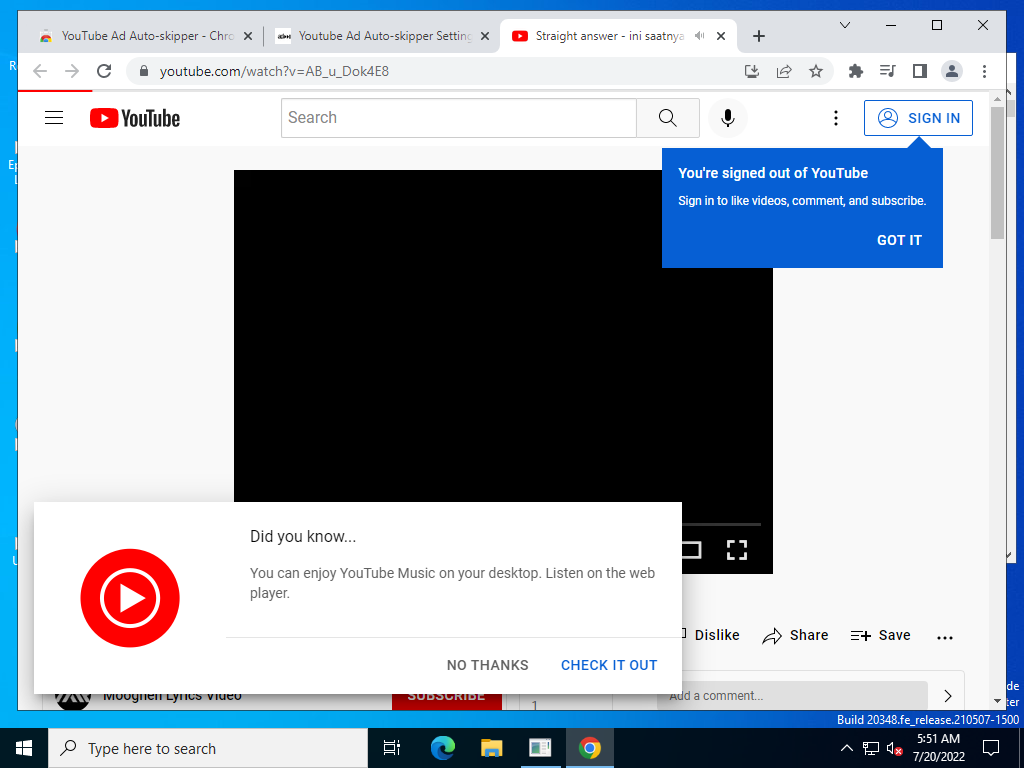 YouTube Ad Auto-skipper - Chro
Youtube Ad Auto-skipper Setting
Straight answer - ini saatnya
youtube.com/watch?v=AB_u_Dok4E8
YouTube
Search
SIGN IN
You're signed out of YouTube
Sign in to like videos, comment, and subscribe.
GOT IT
Did you know...
You can enjoy YouTube Music on your desktop. Listen on the web
player.
NO THANKS
CHECK IT OUT
Dislike
Share
Save
Moognen Lyrics Video
SUBSCRIBE
1
Add a comment...
Build 20348.fe_release.210507-1500
Type here to search
5:51 AM
7/20/2022